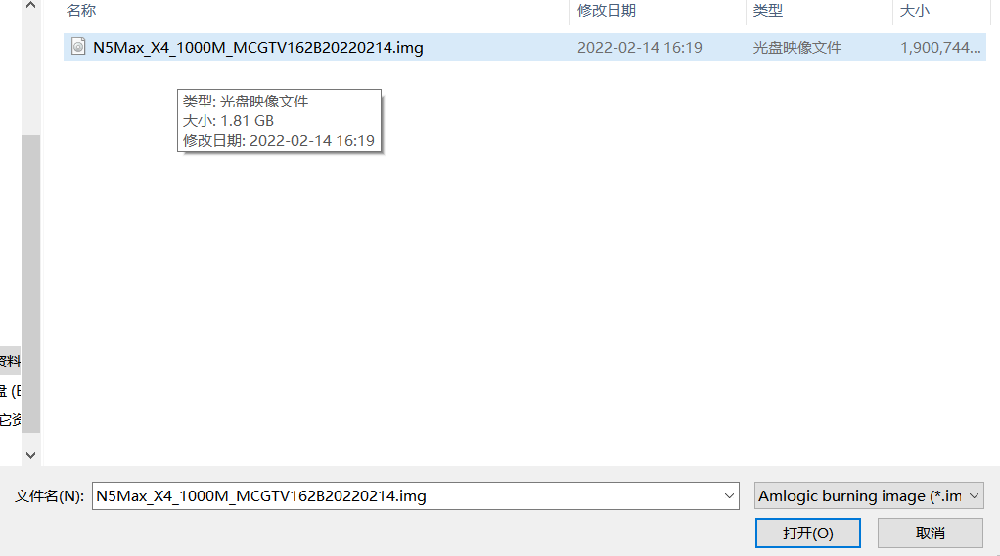 名称 修改日期 类型 大小
N5Max_X4_1000M_MCGTV162B20220214.img 2022-02-14 16:19 光盘映像文件 1,900,744...
类型: 光盘映像文件
大小: 1.81 GB
修改日期: 2022-02-14 16:19
资料
盘 (E
它资
文件名(N): N5Max_X4_1000M_MCGTV162B20220214.img Amlogic burning image (*.im
打开(O) 取消